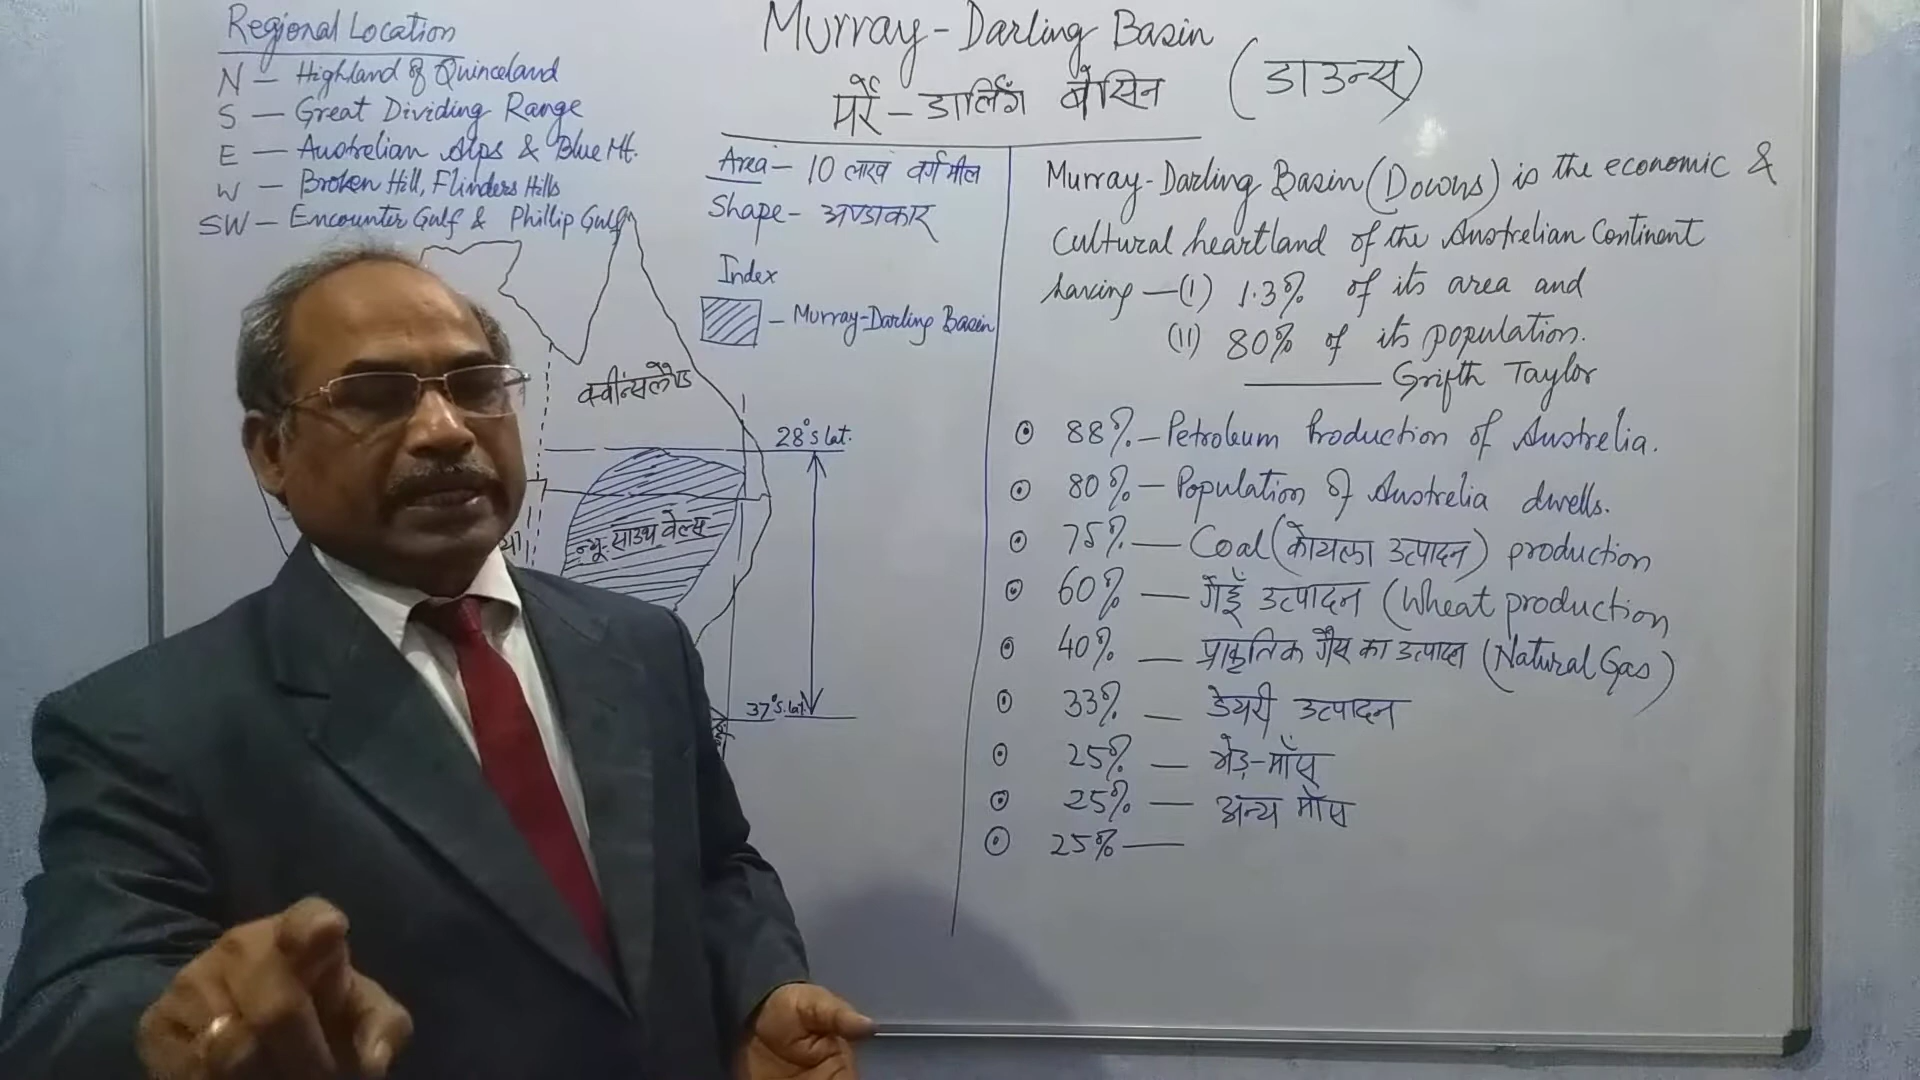 Murray-Darling Basin
मर्रे-डार्लिंग बेसिन (डाउन्स)
Regional Location
N - Highland of Quinceland
S - Great Dividing Range
E - Austrelian Alps & Blue Mt.
W - Broken Hill, Flinders Hills
SW - Encounter Gulf & Phillip Gulf
Area - 10 लाख वर्ग मील
Shape - अण्डाकार
Index
- Murray-Darling Basin
क्वींसलैण्ड
28°s lat.
न्यू-साउथ वेल्स
37°s.lat.
Murray-Darling Basin (Downs) is the economic &
Cultural heartland of the Austrelian Continent
having - (I) 1.3% of its area and
(II) 80% of its population.
Grifth Taylor
88% - Petroleum Production of Austrelia.
80% - Population of Austrelia dwells.
75% - Coal (कोयला उत्पादन) production
60% - गेहूँ उत्पादन (Wheat production
40% - प्राकृतिक गैस का उत्पादन (Natural Gas)
33% - डेयरी उत्पादन
25% - भेड़-माँस
25% - अन्य माँस
25% -